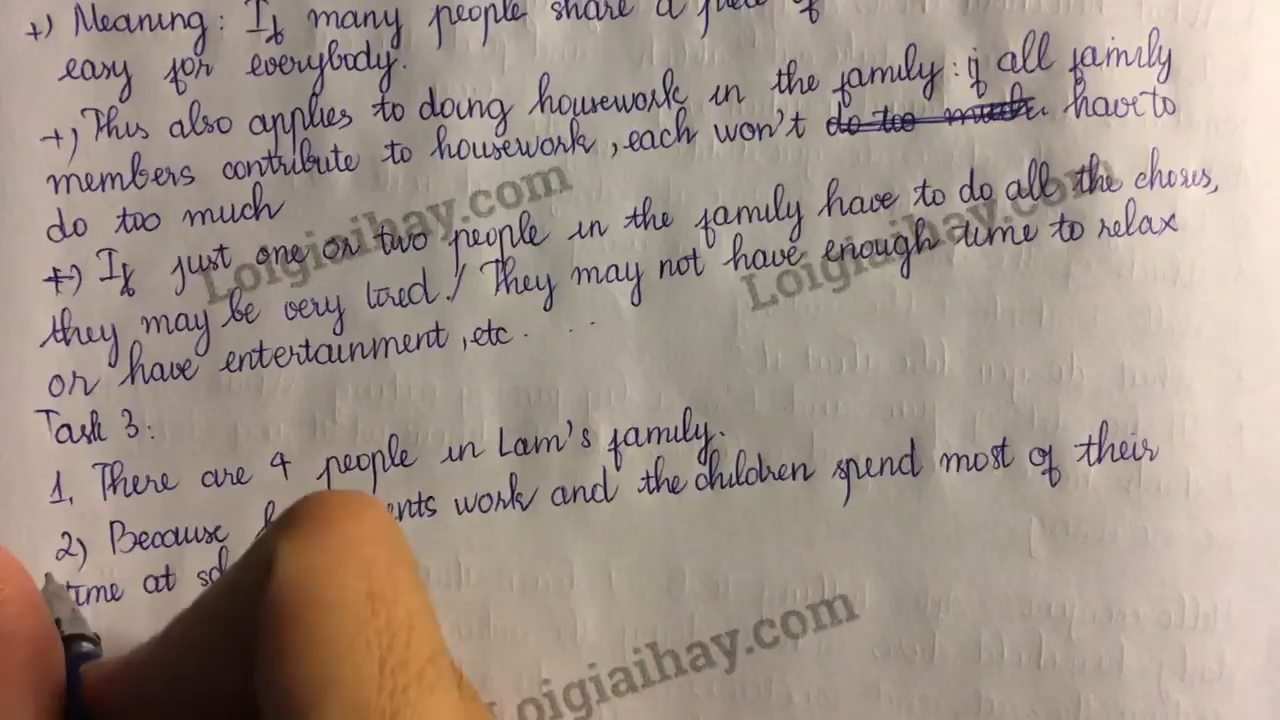 +) Meaning: If many people share a
easy for everybody.
+) This also applies to doing housework in the family: if all family
members contribute to housework, each won't do too much have to
do too much
+) If just one or two people in the family have to do all the chores,
they may be very tired. They may not have enough time to relax
or have entertainment, etc.....
Task 3:
1. There are 4 people in Lam's family.
2) Because work and the children spend most of their
time at
Loigiaihay.com
Loigiaihay.com
Loigiaihay.com